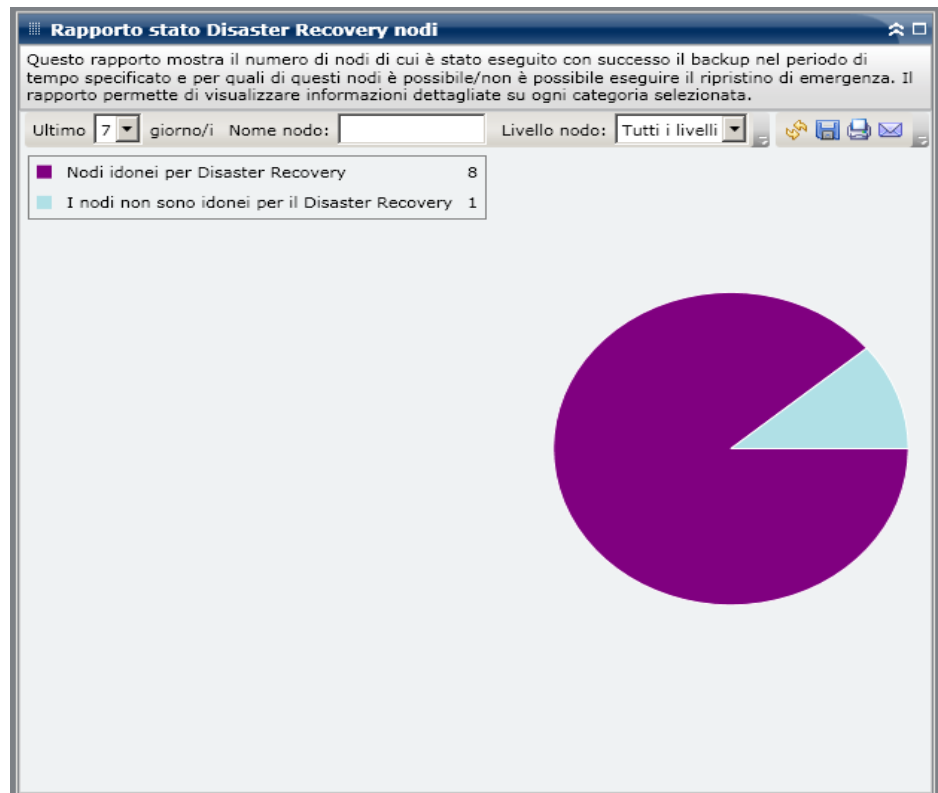 Rapporto stato Disaster Recovery nodi
Questo rapporto mostra il numero di nodi di cui è stato eseguito con successo il backup nel periodo di
tempo specificato e per quali di questi nodi è possibile/non è possibile eseguire il ripristino di emergenza. Il
rapporto permette di visualizzare informazioni dettagliate su ogni categoria selezionata.
Ultimo 7 giorno/i Nome nodo: Livello nodo: Tutti i livelli
Nodi idonei per Disaster Recovery 8
I nodi non sono idonei per il Disaster Recovery 1